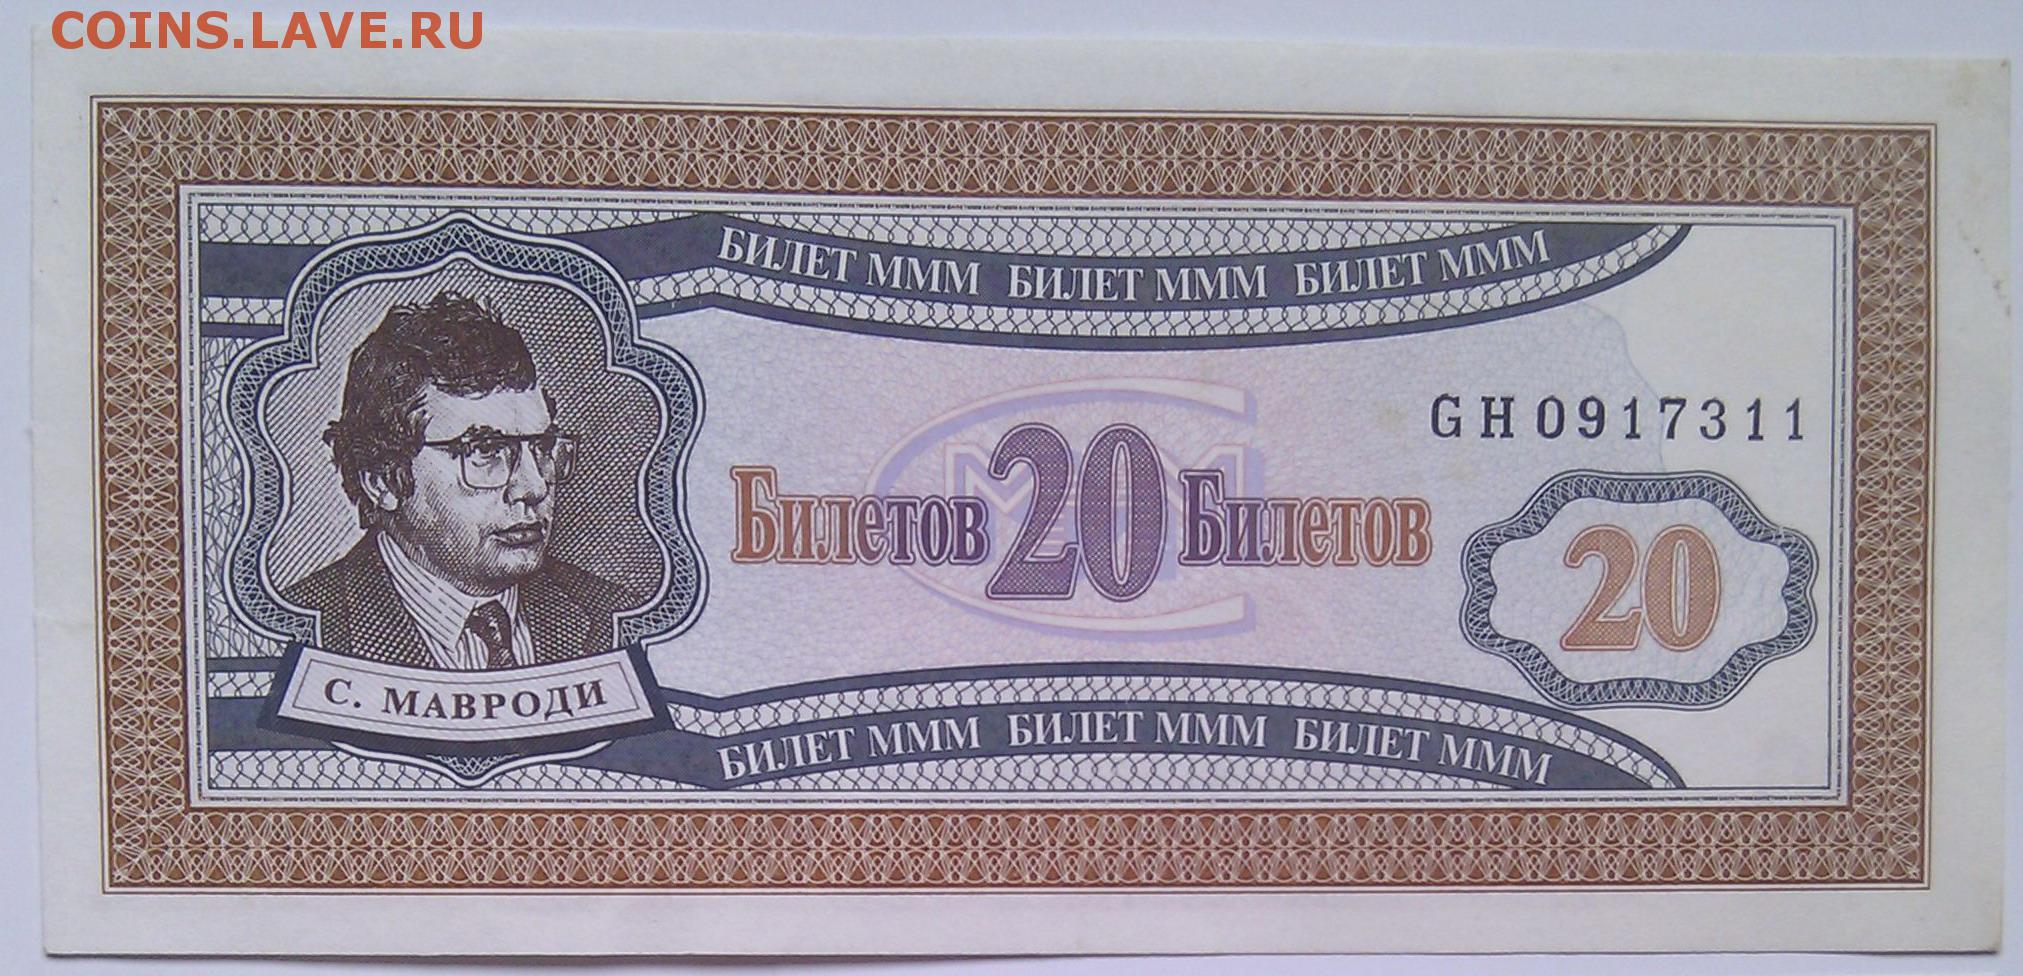 COINS.LAVE.RU
БИЛЕТ МММ БИЛЕТ МММ БИЛЕТ МММ
GH0917311
Билетов 20 Билетов
20
С. МАВРОДИ
БИЛЕТ МММ БИЛЕТ МММ БИЛЕТ МММ